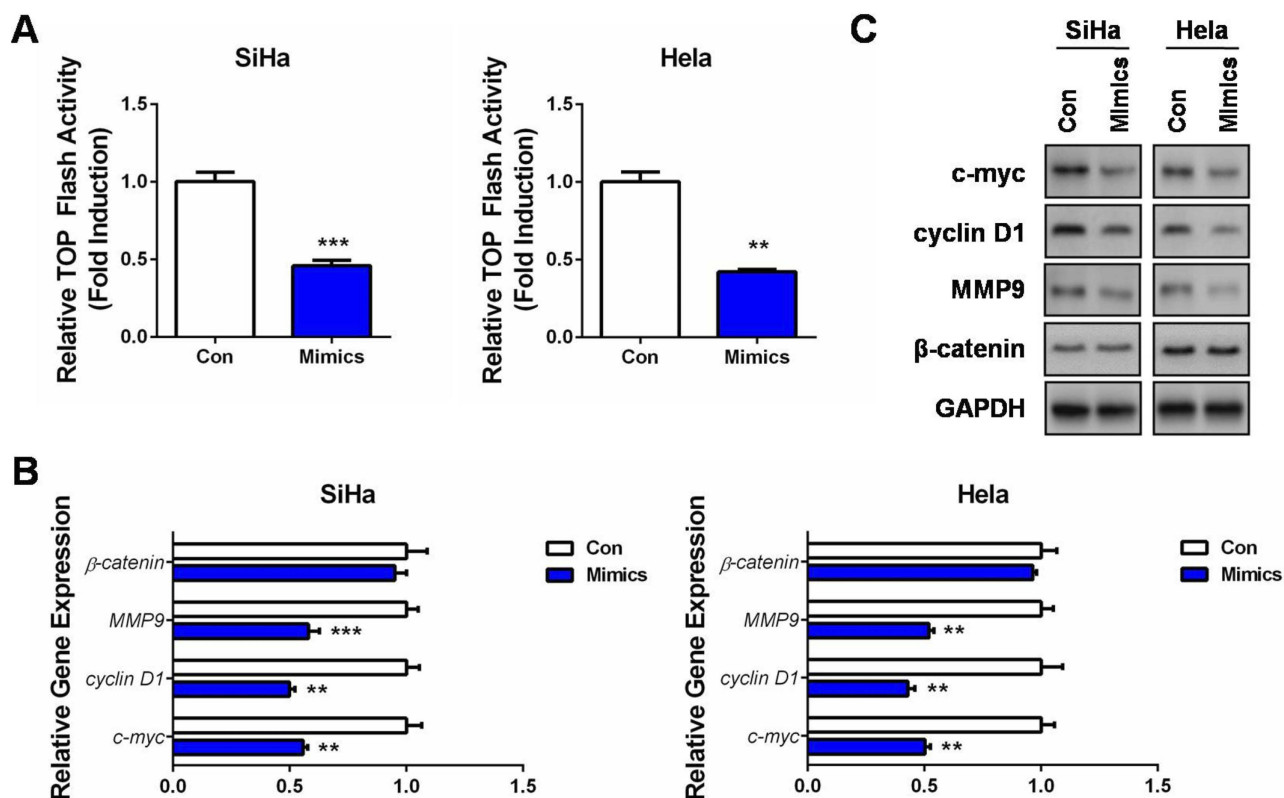 A
SiHa
Relative TOP Flash Activity
(Fold Induction)
1.5
1.0
0.5
0.0
***
Con
Mimics
Hela
Relative TOP Flash Activity
(Fold Induction)
1.5
1.0
0.5
0.0
**
Con
Mimics
C
SiHa
Hela
Con
Mimics
Con
Mimics
c-myc
cyclin D1
MMP9
β-catenin
GAPDH
B
SiHa
Relative Gene Expression
β-catenin
MMP9
***
cyclin D1
**
c-myc
**
0.0
0.5
1.0
1.5
Con
Mimics
Hela
Relative Gene Expression
β-catenin
MMP9
**
cyclin D1
**
c-myc
**
0.0
0.5
1.0
1.5
Con
Mimics